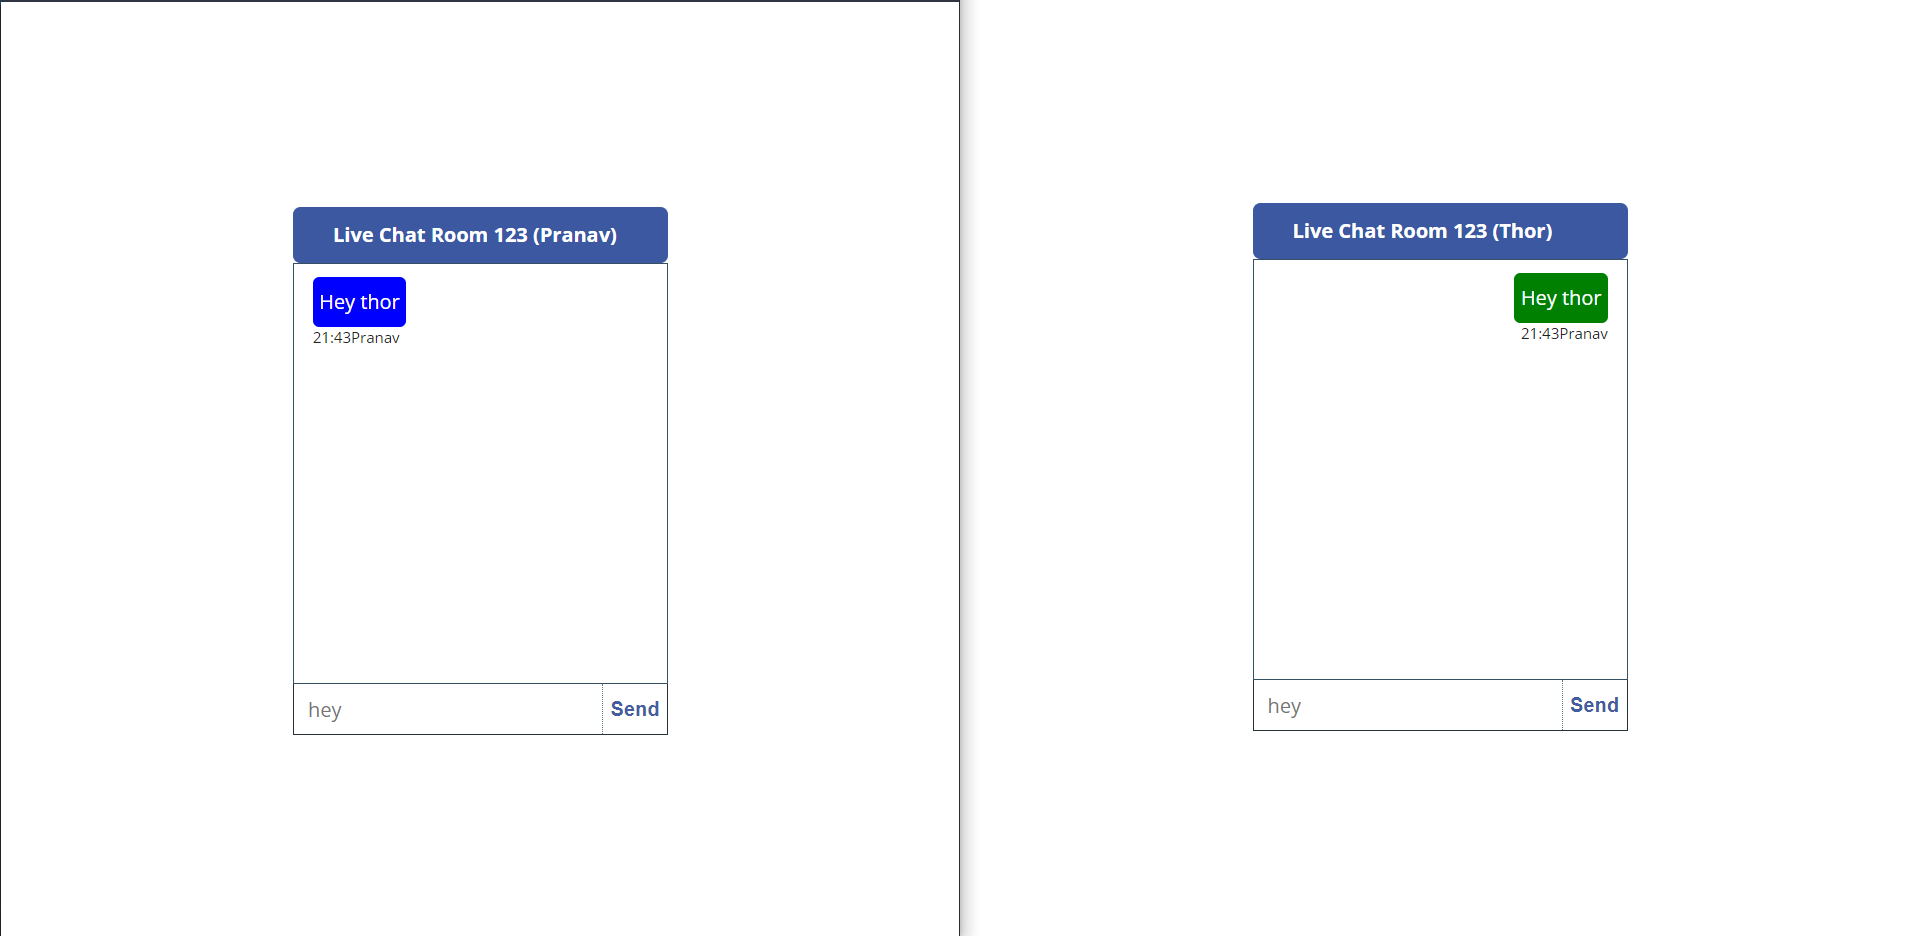 Live Chat Room 123 (Pranav)
Hey thor
21:43Pranav
hey
Send
Live Chat Room 123 (Thor)
Hey thor
21:43Pranav
hey
Send